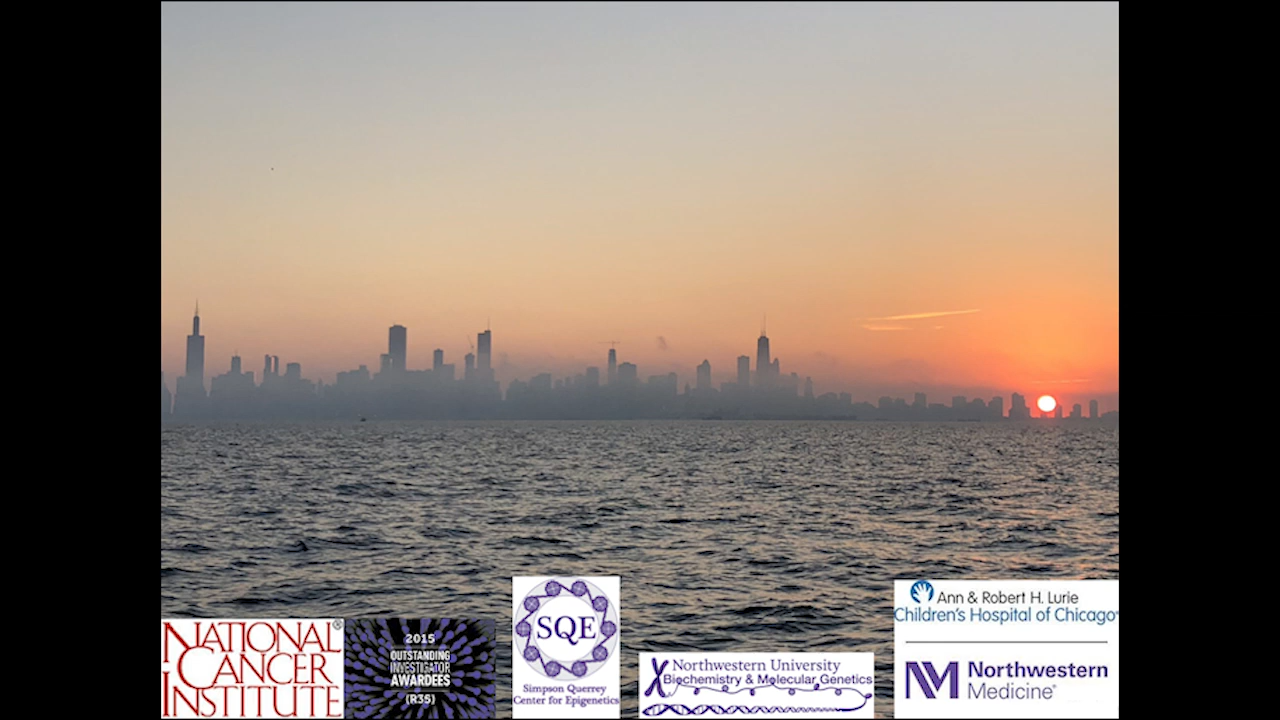 NATIONAL
CANCER
INSTITUTE
®
2015
OUTSTANDING
INVESTIGATOR
AWARDEES
(R35)
SQE
Simpson Querrey
Center for Epigenetics
Northwestern University
Biochemistry & Molecular Genetics
Ann & Robert H. Lurie
Children's Hospital of Chicago®
NM Northwestern
Medicine®